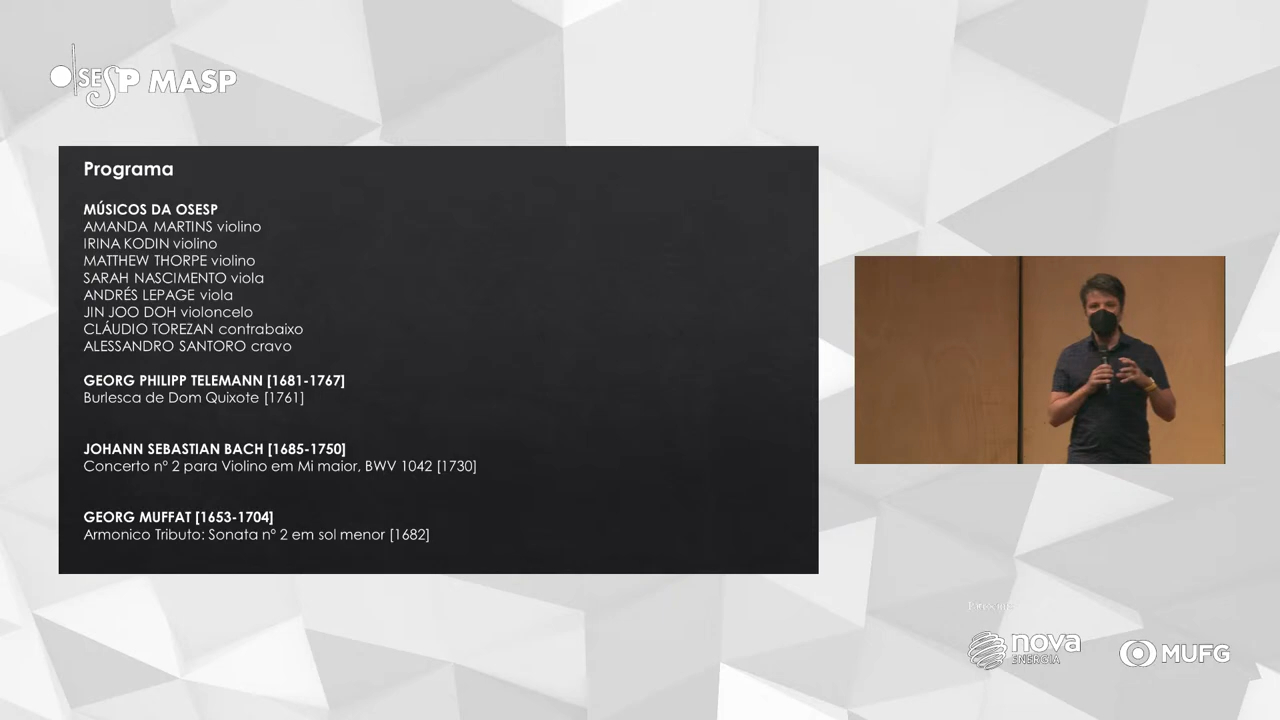 OSESP MASP
Programa
MÚSICOS DA OSESP
AMANDA MARTINS violino
IRINA KODIN violino
MATTHEW THORPE violino
SARAH NASCIMENTO viola
ANDRÉS LEPAGE viola
JIN JOO DOH violoncelo
CLÁUDIO TOREZAN contrabaixo
ALESSANDRO SANTORO cravo
GEORG PHILIPP TELEMANN [1681-1767]
Burlesca de Dom Quixote [1761]
JOHANN SEBASTIAN BACH [1685-1750]
Concerto nº 2 para Violino em Mi maior, BWV 1042 [1730]
GEORG MUFFAT [1653-1704]
Armonico Tributo: Sonata nº 2 em sol menor [1682]
nova
ENERGIA
MUFG